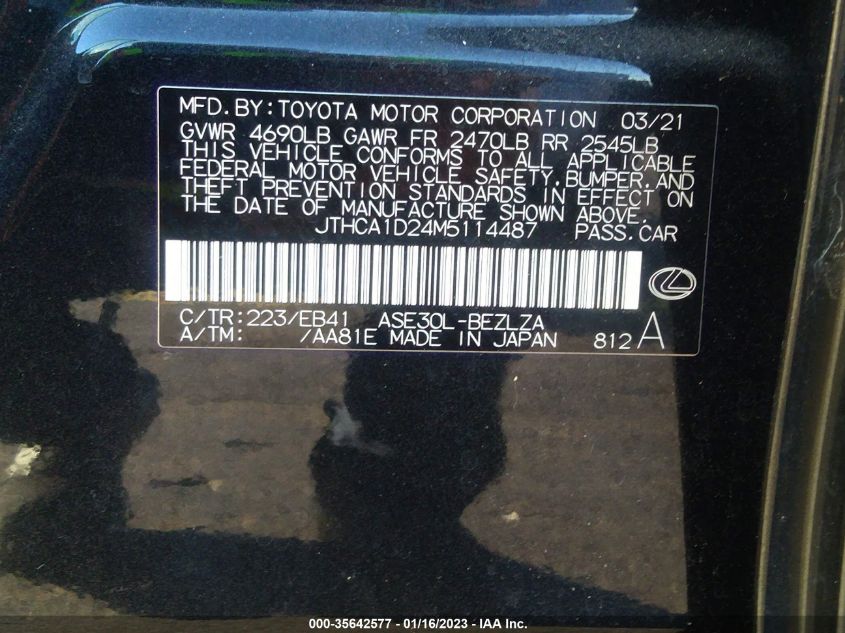 MFD.BY:TOYOTA MOTOR CORPORATION 03/21
GVWR 4690LB GAWR FR 2470LB RR 2545LB
THIS VEHICLE CONFORMS TO ALL APPLICABLE
FEDERAL MOTOR VEHICLE SAFETY,BUMPER,AND
THEFT PREVENTION STANDARDS IN EFFECT ON
THE DATE OF MANUFACTURE SHOWN ABOVE.
JTHCA1D24M5114487 PASS.CAR
C/TR:223/EB41 ASE30L-BEZLZA
A/TM: /AA81E MADE IN JAPAN 812 A
000-35642577 - 01/16/2023 - IAA Inc.